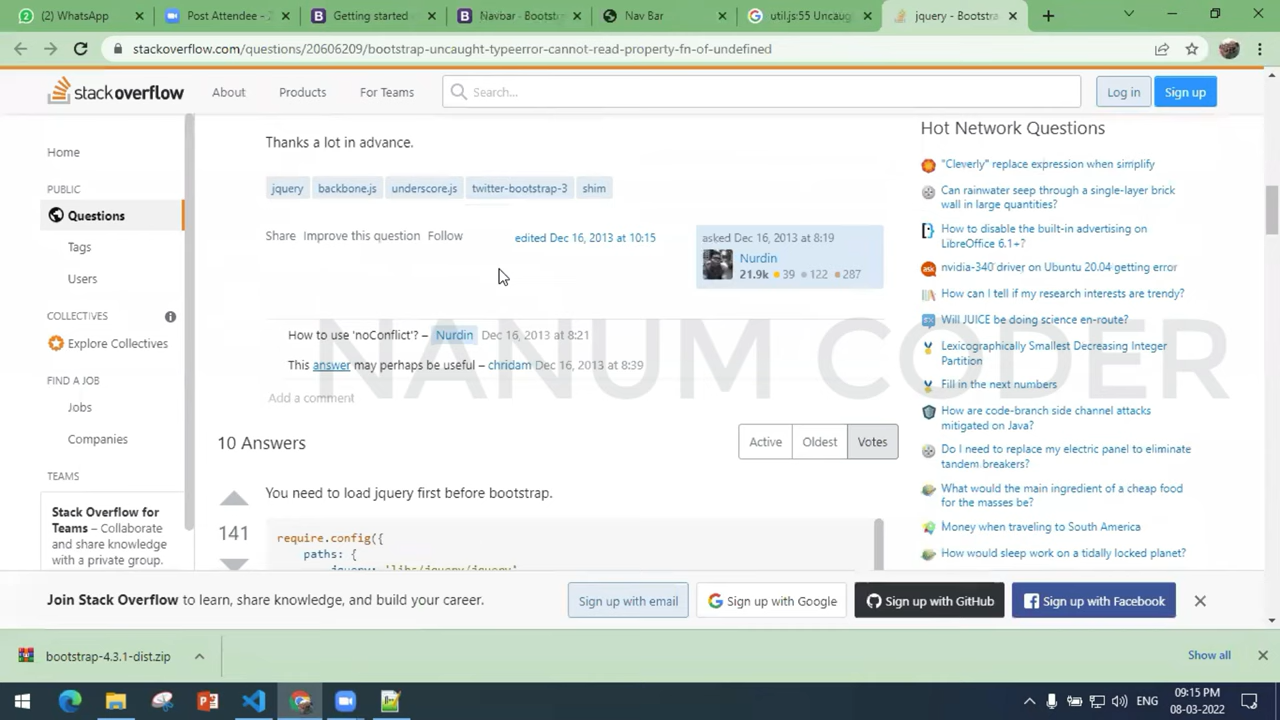 (2) WhatsApp
Post Attendee - Z
Getting started
Navbar - Bootst
Nav Bar
util.js:55 Uncaug
jquery - Bootstra
stackoverflow.com/questions/20606209/bootstrap-uncaught-typeerror-cannot-read-property-fn-of-undefined
stackoverflow
About
Products
For Teams
Search...
Log in
Sign up
Home
PUBLIC
Questions
Tags
Users
COLLECTIVES
Explore Collectives
FIND A JOB
Jobs
Companies
TEAMS
Stack Overflow for
Teams – Collaborate
and share knowledge
with a private group.
Thanks a lot in advance.
jquery backbone.js underscore.js twitter-bootstrap-3 shim
Share Improve this question Follow
edited Dec 16, 2013 at 10:15
asked Dec 16, 2013 at 8:19
Nurdin
21.9k 39 122 287
How to use 'noConflict'? – Nurdin Dec 16, 2013 at 8:21
This answer may perhaps be useful – chridam Dec 16, 2013 at 8:39
Add a comment
NANUM CODER
10 Answers
Active Oldest Votes
141
You need to load jquery first before bootstrap.
require.config({
paths: {
jquery: 'libs/jquery/jquery'
Hot Network Questions
"Cleverly" replace expression when simplify
Can rainwater seep through a single-layer brick
wall in large quantities?
How to disable the built-in advertising on
LibreOffice 6.1+?
nvidia-340 driver on Ubuntu 20.04 getting error
How can I tell if my research interests are trendy?
Will JUICE be doing science en-route?
Lexicographically Smallest Decreasing Integer
Partition
Fill in the next numbers
How are code-branch side channel attacks
mitigated on Java?
Do I need to replace my electric panel to eliminate
tandem breakers?
What would the main ingredient of a cheap food
for the masses be?
Money when traveling to South America
How would sleep work on a tidally locked planet?
Join Stack Overflow to learn, share knowledge, and build your career.
Sign up with email
Sign up with Google
Sign up with GitHub
Sign up with Facebook
bootstrap-4.3.1-dist.zip
Show all
ENG
09:15 PM
08-03-2022